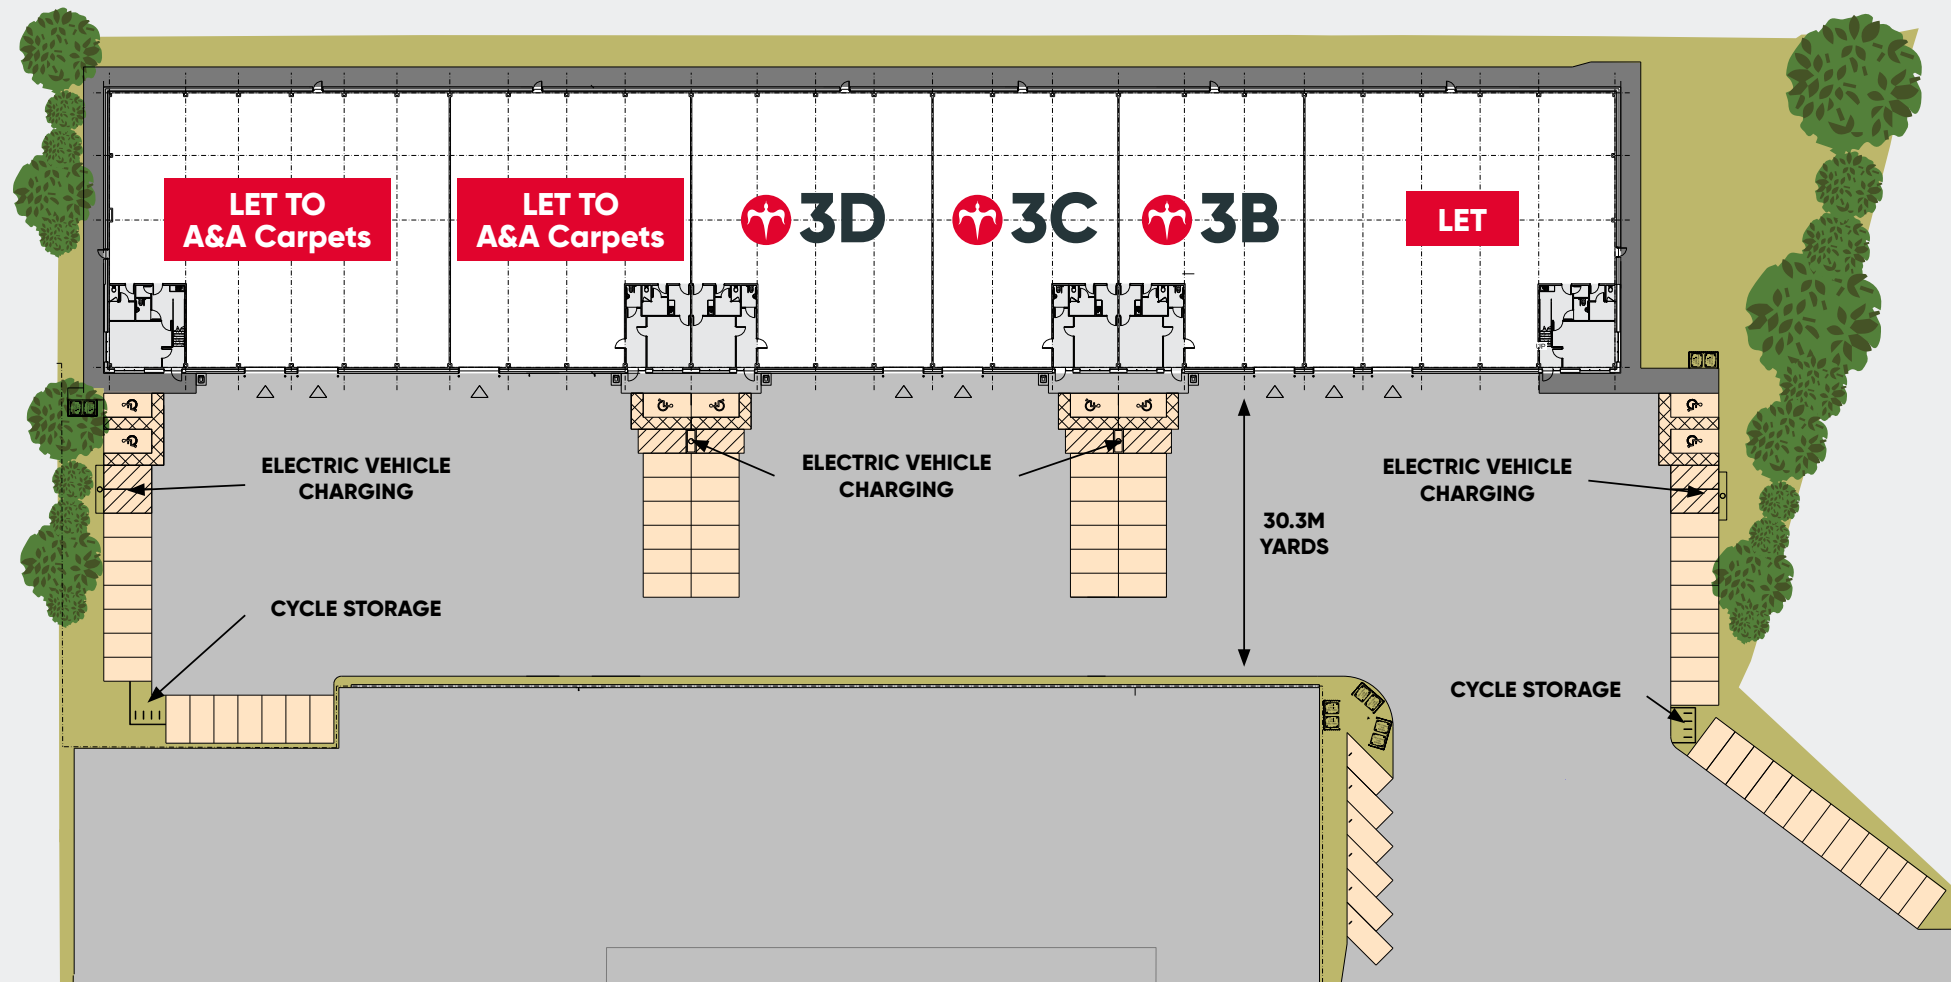 LET TO
A&A Carpets
LET TO
A&A Carpets
3D
3C
3B
LET
ELECTRIC VEHICLE
CHARGING
ELECTRIC VEHICLE
CHARGING
ELECTRIC VEHICLE
CHARGING
30.3M
YARDS
CYCLE STORAGE
CYCLE STORAGE